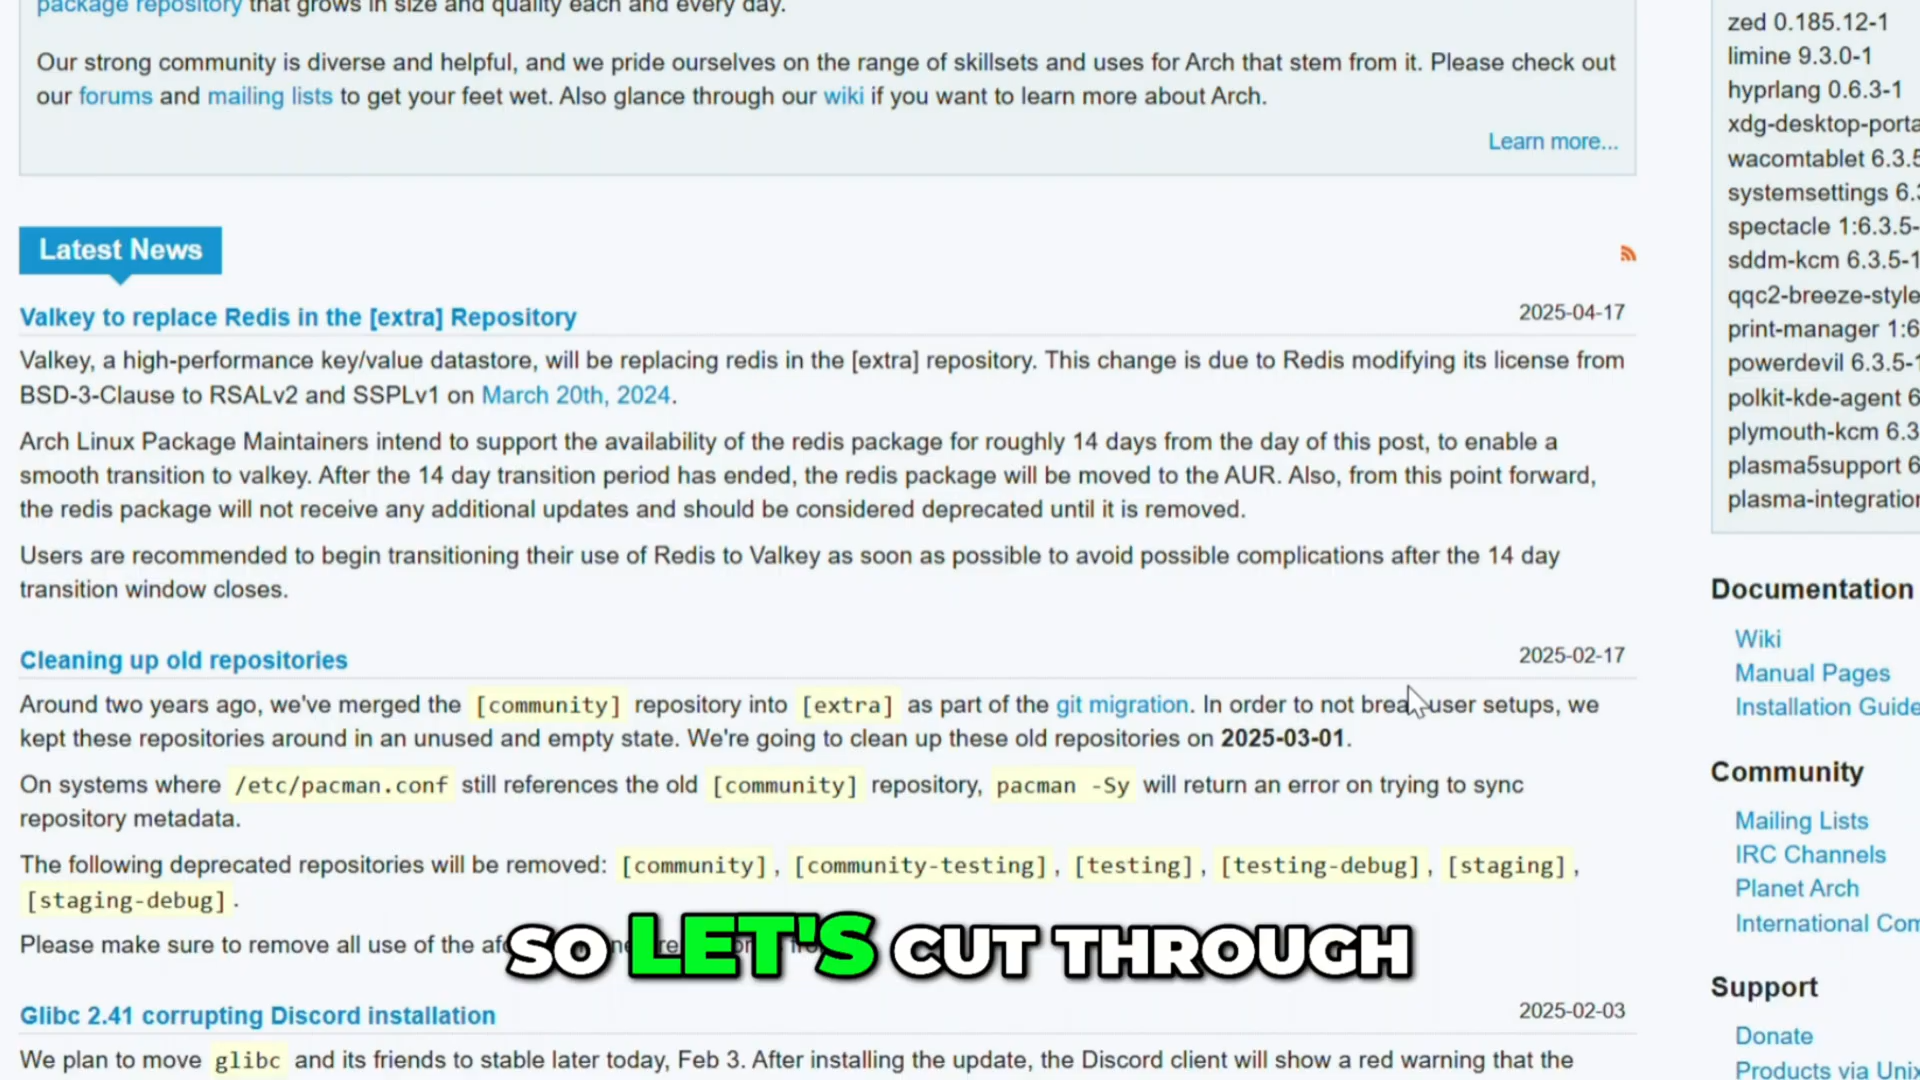 package repository that grows in size and quality each and every day.
Our strong community is diverse and helpful, and we pride ourselves on the range of skillsets and uses for Arch that stem from it. Please check out
our forums and mailing lists to get your feet wet. Also glance through our wiki if you want to learn more about Arch.
Learn more...
Latest News
Valkey to replace Redis in the [extra] Repository
2025-04-17
Valkey, a high-performance key/value datastore, will be replacing redis in the [extra] repository. This change is due to Redis modifying its license from
BSD-3-Clause to RSALv2 and SSPLv1 on March 20th, 2024.
Arch Linux Package Maintainers intend to support the availability of the redis package for roughly 14 days from the day of this post, to enable a
smooth transition to valkey. After the 14 day transition period has ended, the redis package will be moved to the AUR. Also, from this point forward,
the redis package will not receive any additional updates and should be considered deprecated until it is removed.
Users are recommended to begin transitioning their use of Redis to Valkey as soon as possible to avoid possible complications after the 14 day
transition window closes.
Cleaning up old repositories
2025-02-17
Around two years ago, we've merged the [community] repository into [extra] as part of the git migration. In order to not brea user setups, we
kept these repositories around in an unused and empty state. We're going to clean up these old repositories on 2025-03-01.
On systems where /etc/pacman.conf still references the old [community] repository, pacman -Sy will return an error on trying to sync
repository metadata.
The following deprecated repositories will be removed: [community], [community-testing], [testing], [testing-debug], [staging],
[staging-debug].
Please make sure to remove all use of the
SO LET'S CUT THROUGH
Glibc 2.41 corrupting Discord installation
2025-02-03
We plan to move glibc and its friends to stable later today, Feb 3. After installing the update, the Discord client will show a red warning that the
zed 0.185.12-1
limine 9.3.0-1
hyprlang 0.6.3-1
xdg-desktop-porta
wacomtablet 6.3.5
systemsettings 6.3
spectacle 1:6.3.5-
sddm-kcm 6.3.5-1
qqc2-breeze-style
print-manager 1:6
powerdevil 6.3.5-1
polkit-kde-agent 6
plymouth-kcm 6.3
plasma5support 6
plasma-integration
Documentation
Wiki
Manual Pages
Installation Guide
Community
Mailing Lists
IRC Channels
Planet Arch
International Com
Support
Donate
Products via Unix